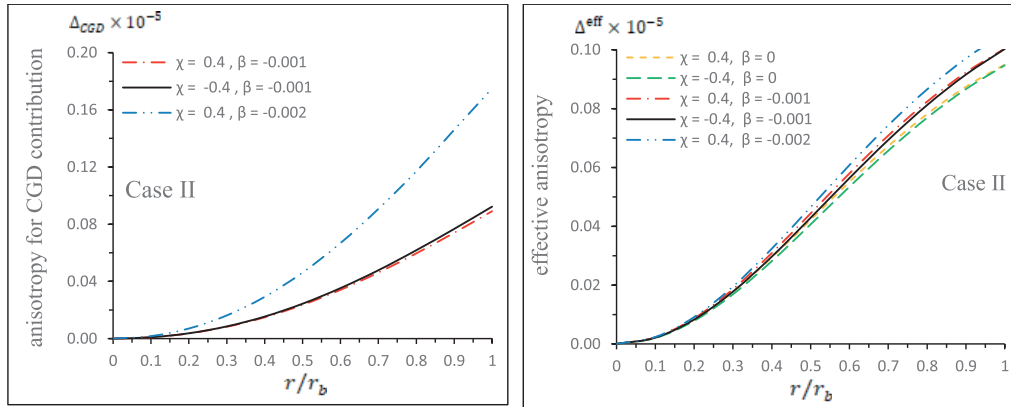 Δ_CGD × 10⁻⁵
anisotropy for CGD contribution
0.20
0.16
0.12
0.08
0.04
0.00
χ = 0.4 , β = -0.001
χ = -0.4 , β = -0.001
χ = 0.4 , β = -0.002
Case II
0 0.1 0.2 0.3 0.4 0.5 0.6 0.7 0.8 0.9 1
r/r_b
Δ^eff × 10⁻⁵
effective anisotropy
0.10
0.08
0.06
0.04
0.02
0.00
χ = 0.4, β = 0
χ = -0.4, β = 0
χ = 0.4, β = -0.001
χ = -0.4, β = -0.001
χ = 0.4, β = -0.002
Case II
0 0.1 0.2 0.3 0.4 0.5 0.6 0.7 0.8 0.9 1
r/r_b